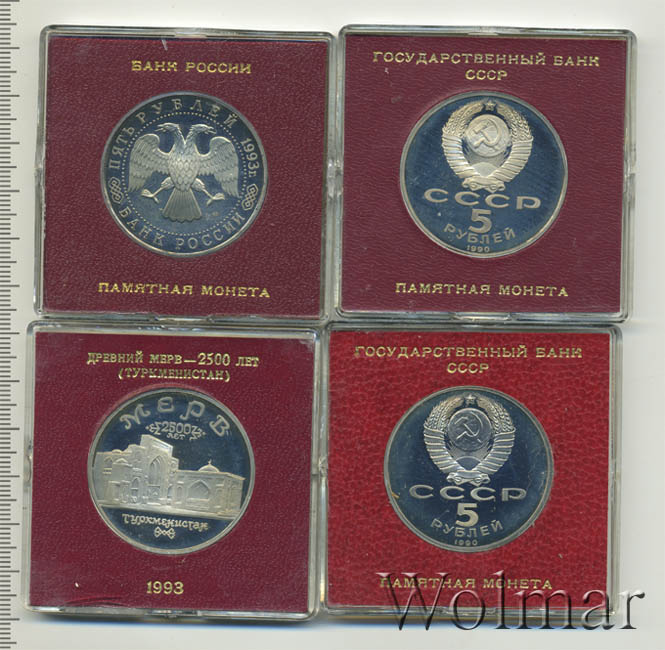 БАНК РОССИИ
ПЯТЬ РУБЛЕЙ 1993г.
БАНК РОССИИ
ПАМЯТНАЯ МОНЕТА
ГОСУДАРСТВЕННЫЙ БАНК
СССР
СССР
5
РУБЛЕЙ
1990
ПАМЯТНАЯ МОНЕТА
ДРЕВНИЙ МЕРВ—2500 ЛЕТ
(ТУРКМЕНИСТАН)
МЕРВ
2500
ЛЕТ
ТУРКМЕНИСТАН
1993
ГОСУДАРСТВЕННЫЙ БАНК
СССР
СССР
5
РУБЛЕЙ
1990
ПАМЯТНАЯ МОНЕТА
Wolmar